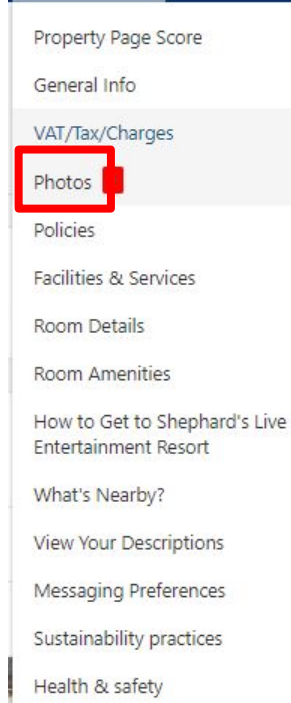 Property Page Score
General Info
VAT/Tax/Charges
Photos
Policies
Facilities & Services
Room Details
Room Amenities
How to Get to Shephard's Live
Entertainment Resort
What's Nearby?
View Your Descriptions
Messaging Preferences
Sustainability practices
Health & safety